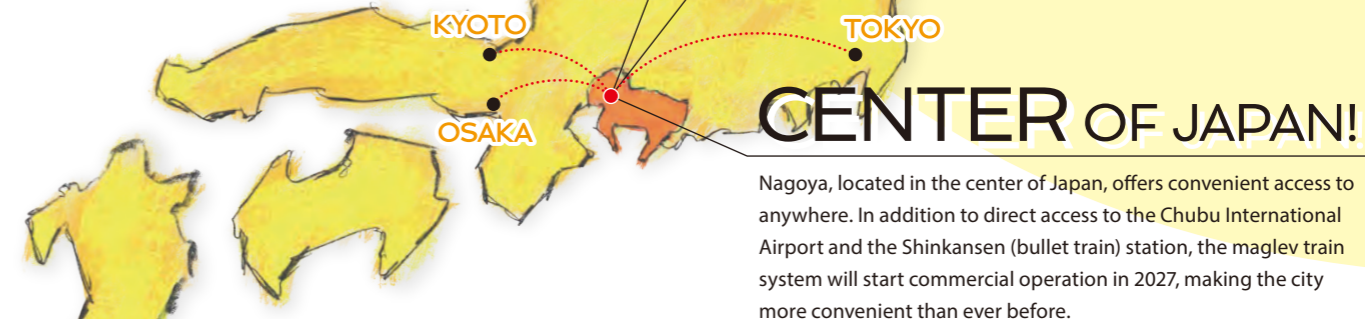 KYOTO
TOKYO
OSAKA
CENTER OF JAPAN!
Nagoya, located in the center of Japan, offers convenient access to
anywhere. In addition to direct access to the Chubu International
Airport and the Shinkansen (bullet train) station, the maglev train
system will start commercial operation in 2027, making the city
more convenient than ever before.